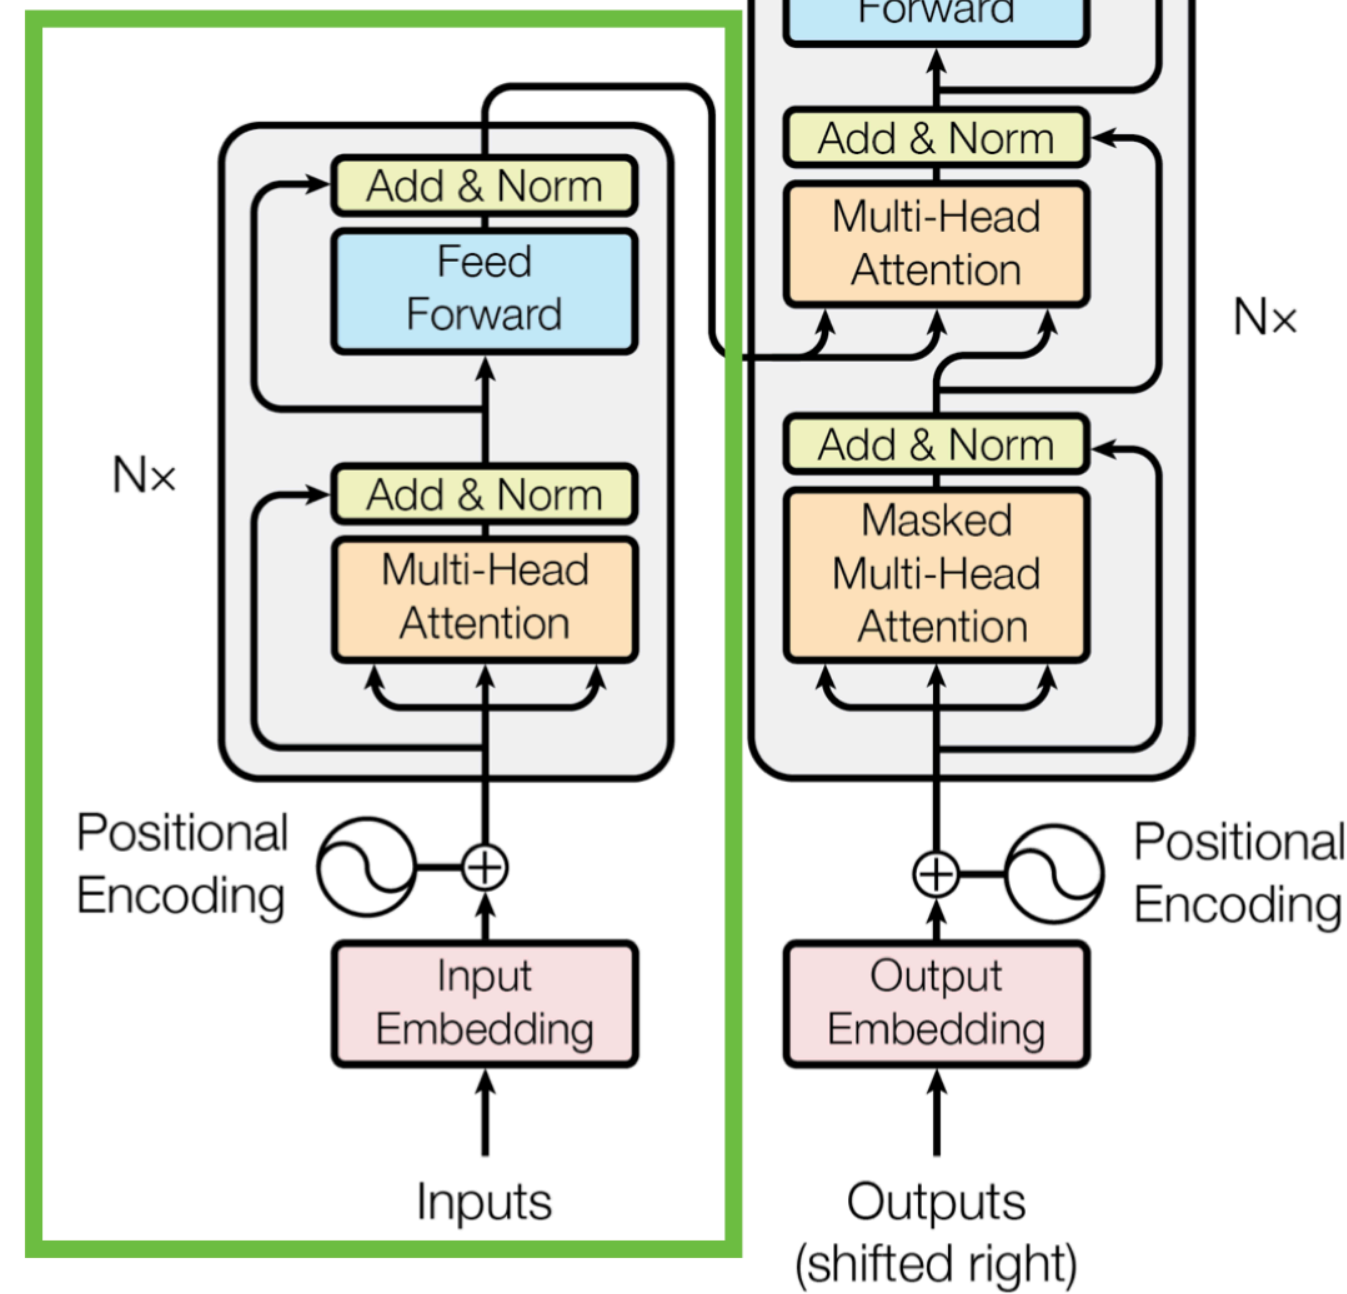 Add & Norm
Feed
Forward
Nx
Add & Norm
Multi-Head
Attention
Positional
Encoding
Input
Embedding
Inputs
Forward
Add & Norm
Multi-Head
Attention
Nx
Add & Norm
Masked
Multi-Head
Attention
Positional
Encoding
Output
Embedding
Outputs
(shifted right)